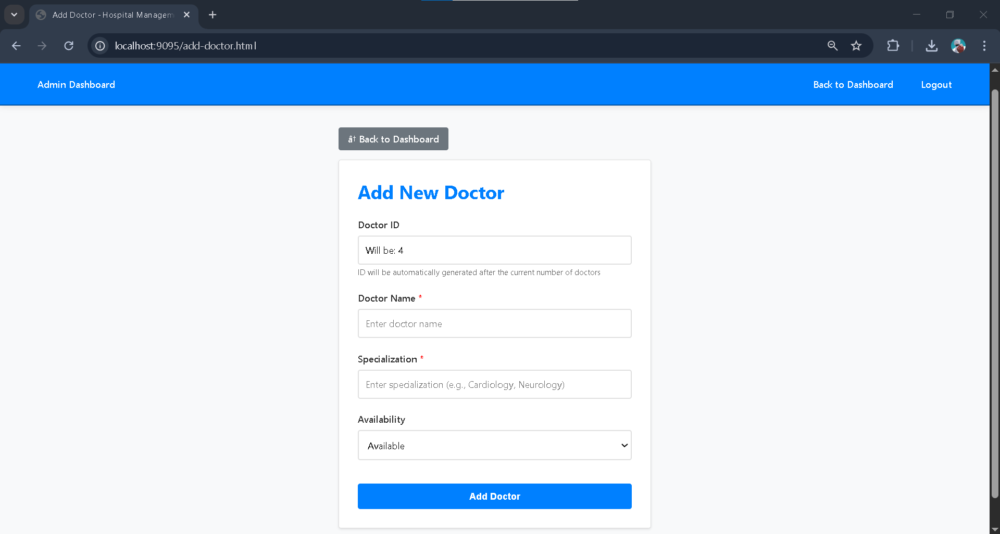 Add Doctor - Hospital Managem
localhost:9095/add-doctor.html
Admin Dashboard
Back to Dashboard
Logout
â† Back to Dashboard
Add New Doctor
Doctor ID
Will be: 4
ID will be automatically generated after the current number of doctors
Doctor Name *
Enter doctor name
Specialization *
Enter specialization (e.g., Cardiology, Neurology)
Availability
Available
Add Doctor